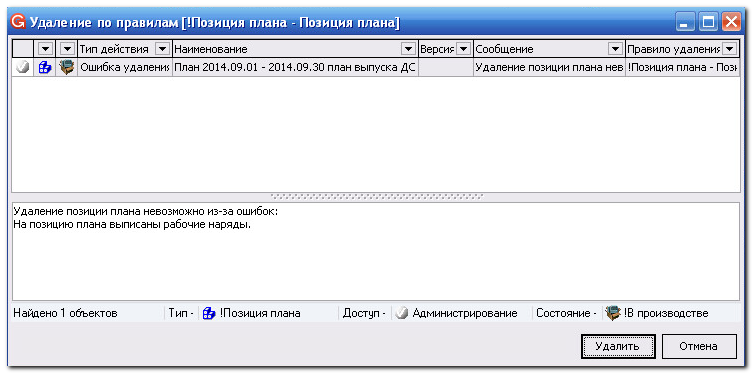 Удаление по правилам [!Позиция плана - Позиция плана]
Тип действия Наименование Версия Сообщение Правило удаления
Ошибка удаления План 2014.09.01 - 2014.09.30 план выпуска ДС Удаление позиции плана нев !Позиция плана - Пози
Удаление позиции плана невозможно из-за ошибок:
На позицию плана выписаны рабочие наряды.
Найдено 1 объектов Тип - !Позиция плана Доступ - Администрирование Состояние - !В производстве
Удалить Отмена